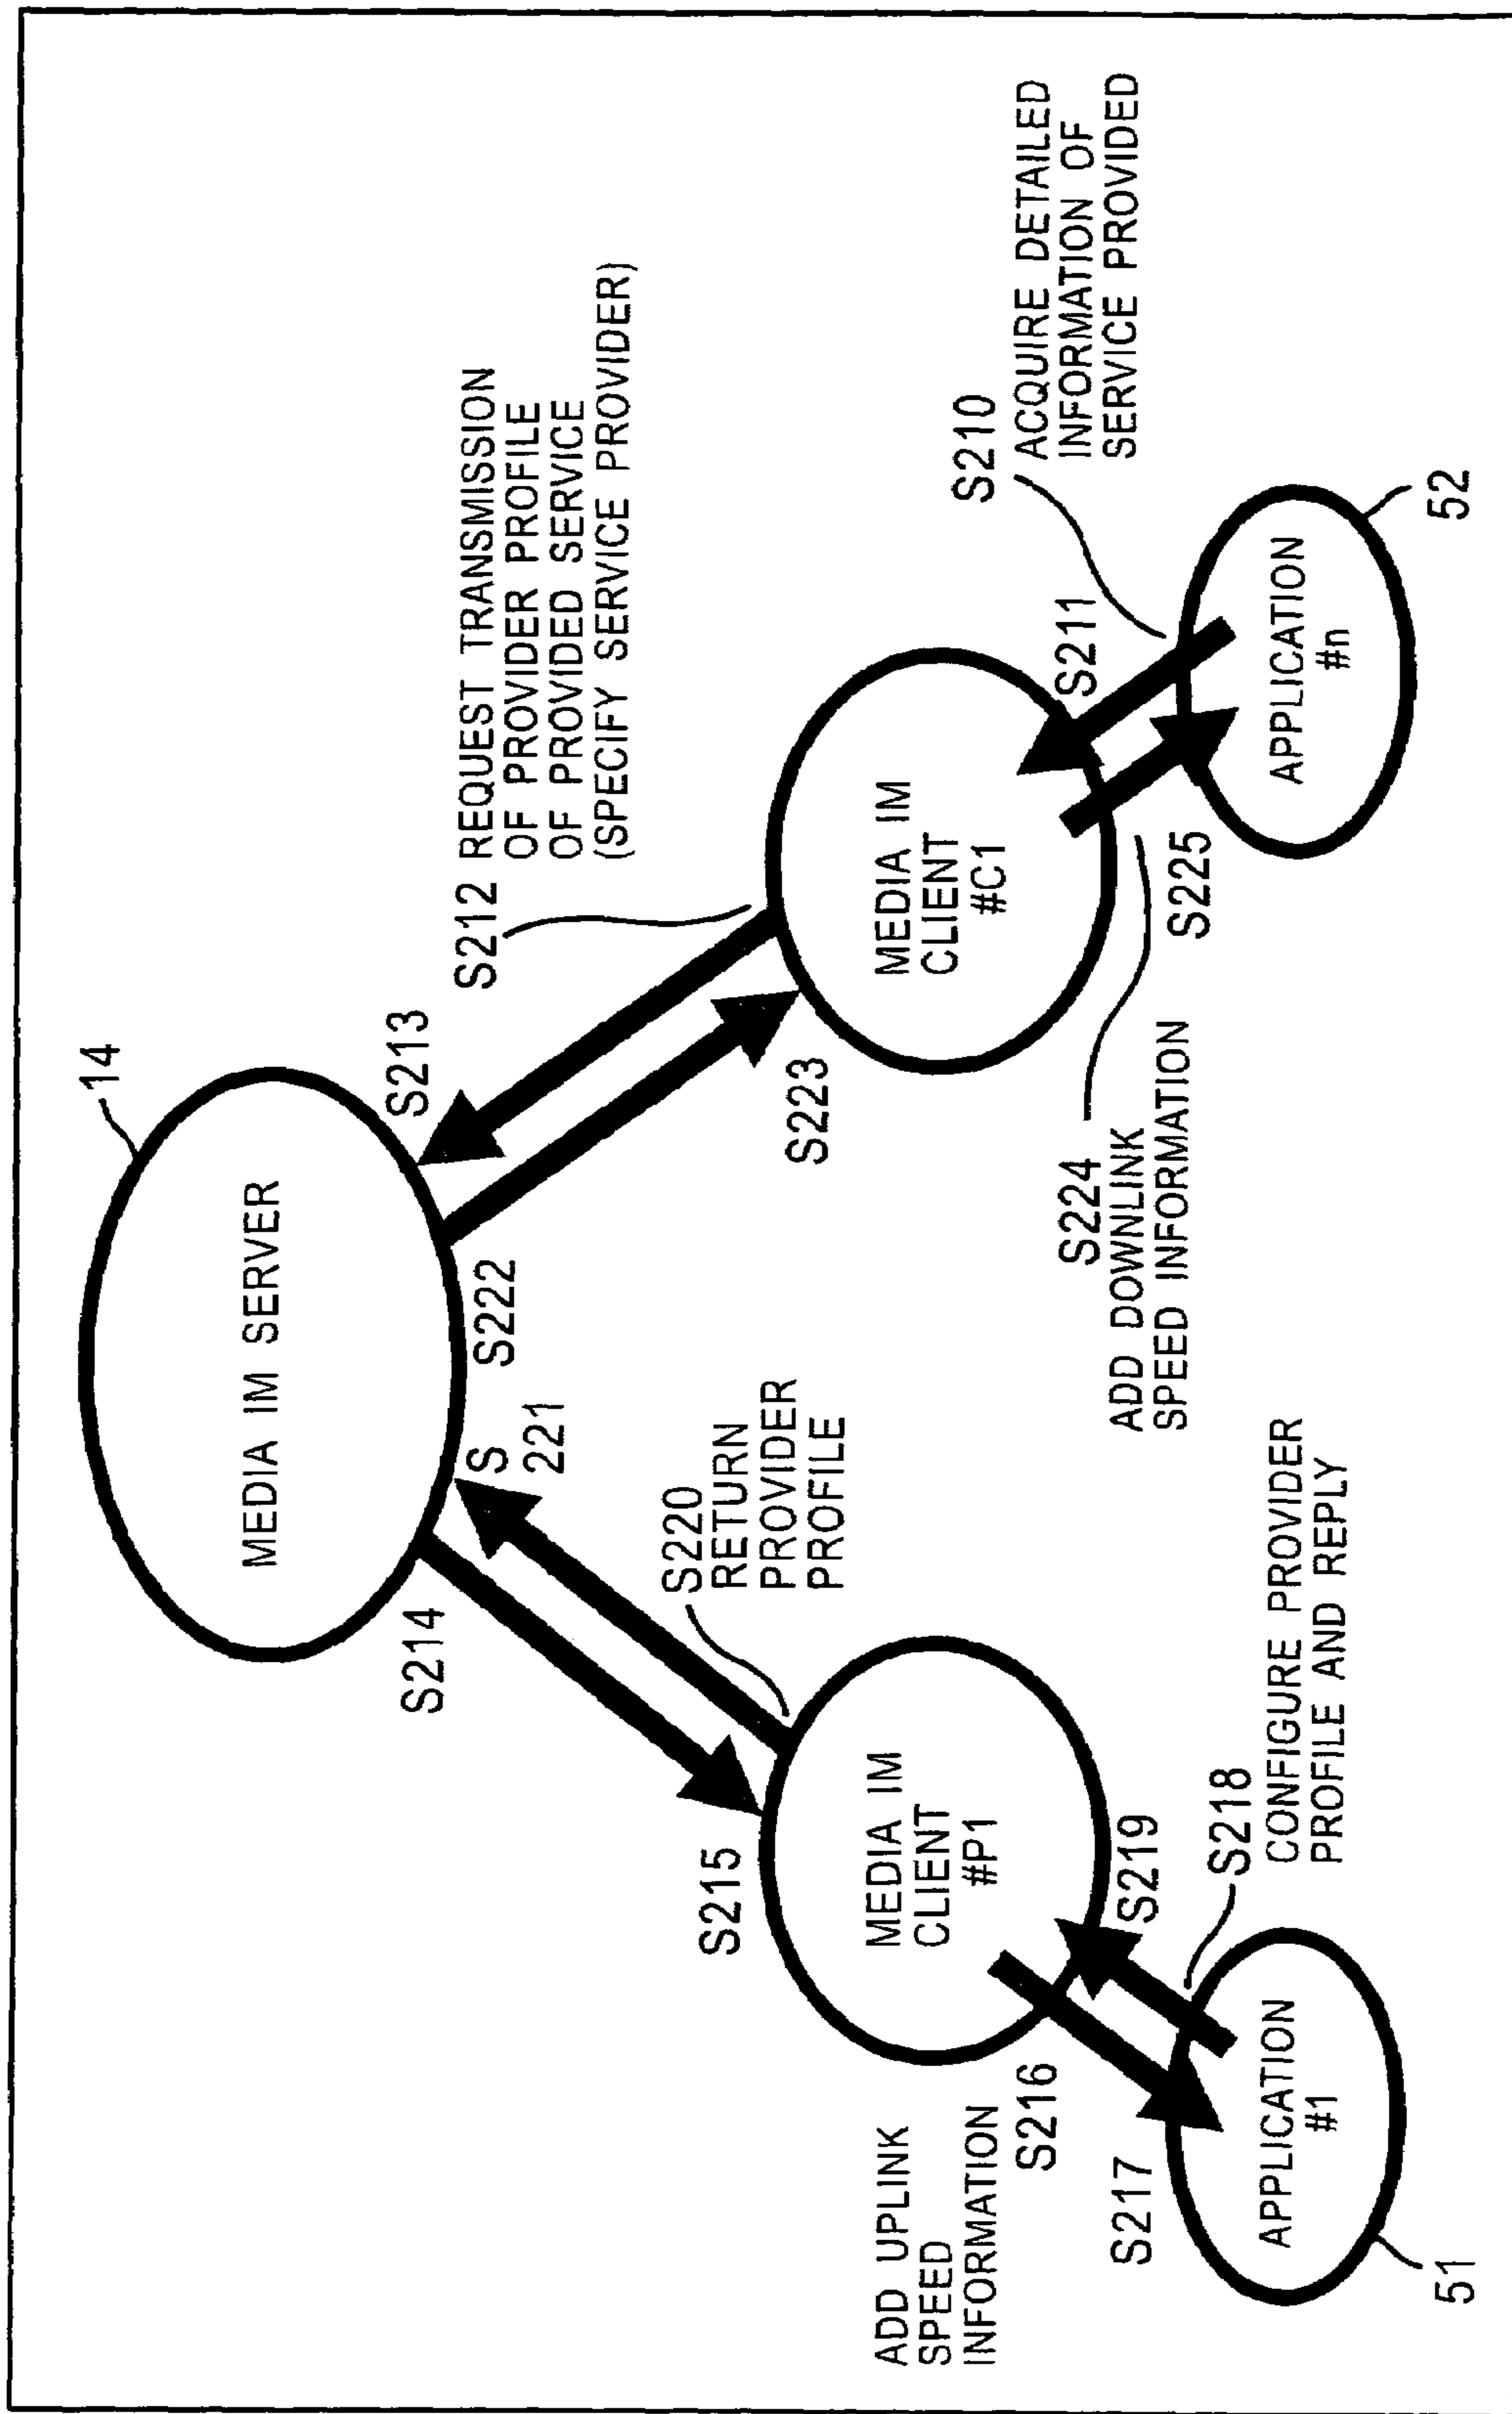 14
MEDIA IM SERVER
S214
S
221
S222
S213
S212
REQUEST TRANSMISSION
OF PROVIDER PROFILE
OF PROVIDED SERVICE
(SPECIFY SERVICE PROVIDER)
S215
S220
RETURN
PROVIDER
PROFILE
S223
MEDIA IM
CLIENT
#P1
MEDIA IM
CLIENT
#C1
ADD UPLINK
SPEED
INFORMATION
S216
S219
S224
ADD DOWNLINK
SPEED INFORMATION
S211
S210
ACQUIRE DETAILED
INFORMATION OF
SERVICE PROVIDED
S217
S218
CONFIGURE PROVIDER
PROFILE AND REPLY
S225
APPLICATION
#1
APPLICATION
#n
51
52